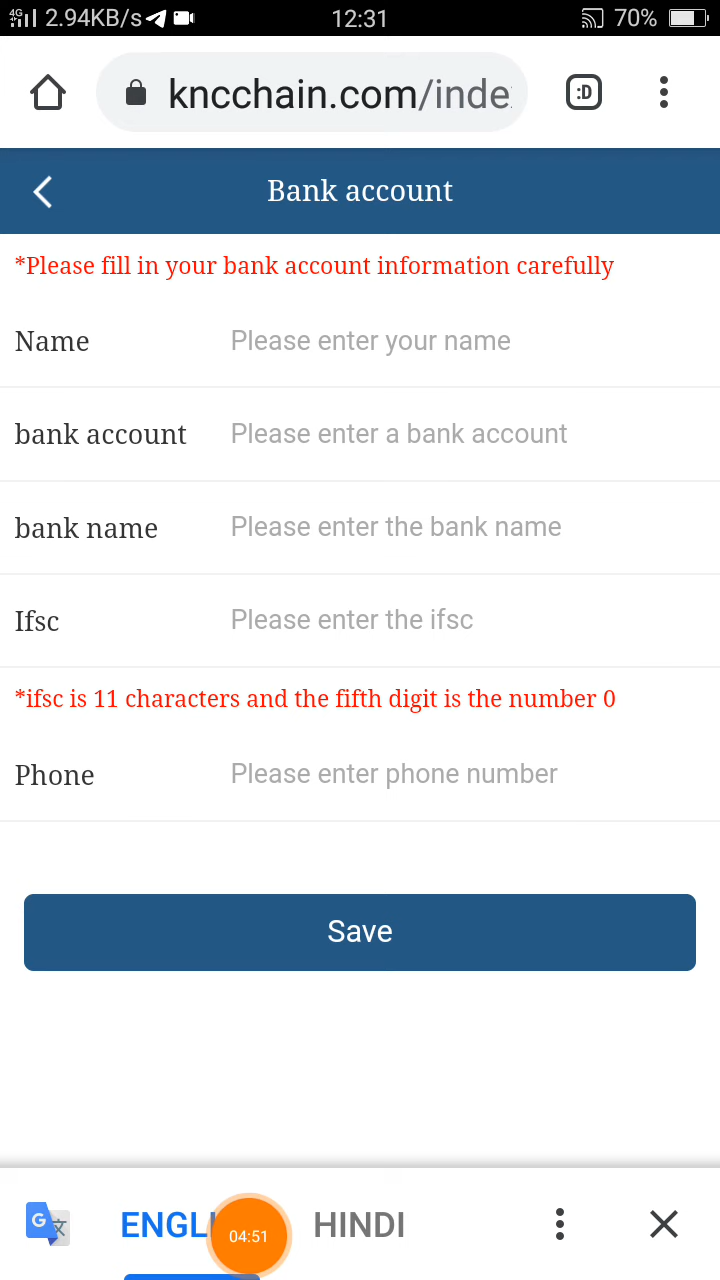 4G 2.94KB/s 12:31 70%
kncchain.com/inde
:D
Bank account
*Please fill in your bank account information carefully
Name Please enter your name
bank account Please enter a bank account
bank name Please enter the bank name
Ifsc Please enter the ifsc
*ifsc is 11 characters and the fifth digit is the number 0
Phone Please enter phone number
Save
G 文 ENGL 04:51 HINDI